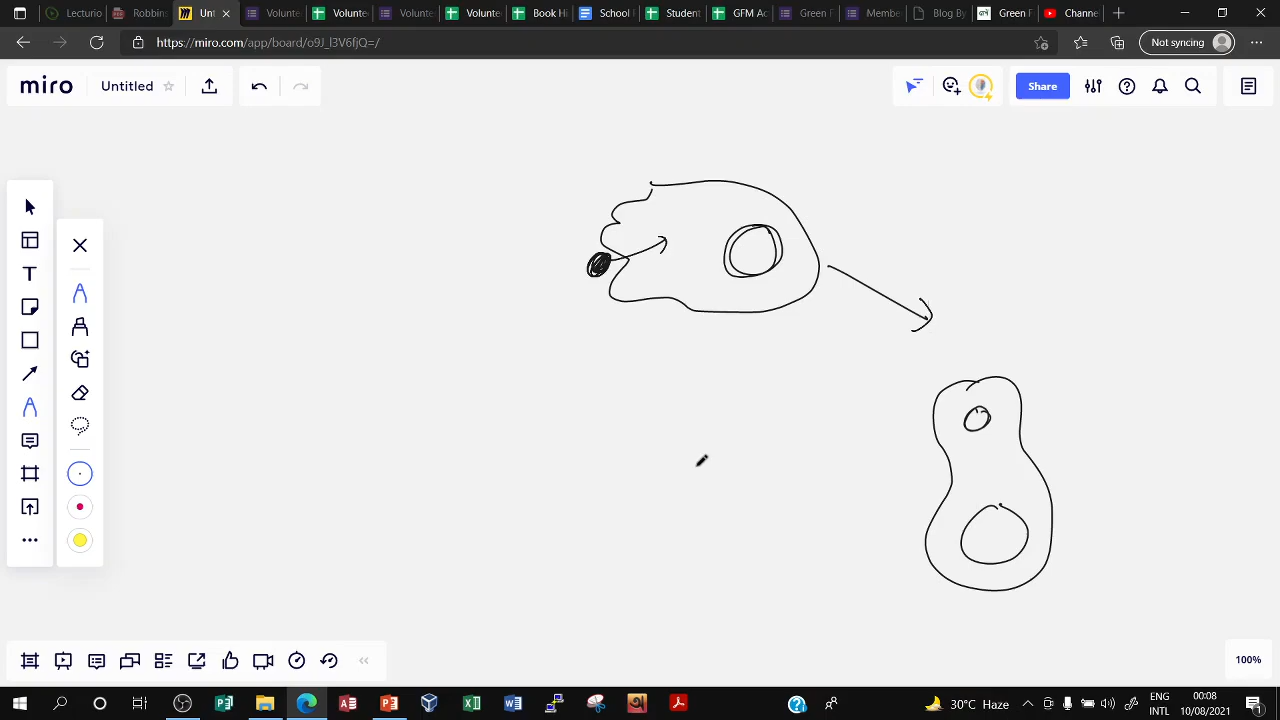 Lecturio
Robbins
Unt
Volunte
Volunte
Volunte
Volunte
Book Hi
School I
Student
GFM Ac
Green F
Membe
Blog By
Green F
Channe
https://miro.com/app/board/o9J_l3V6fjQ=/
Not syncing
miro
Untitled
Share
T
100%
30°C Haze
ENG
INTL
00:08
10/08/2021